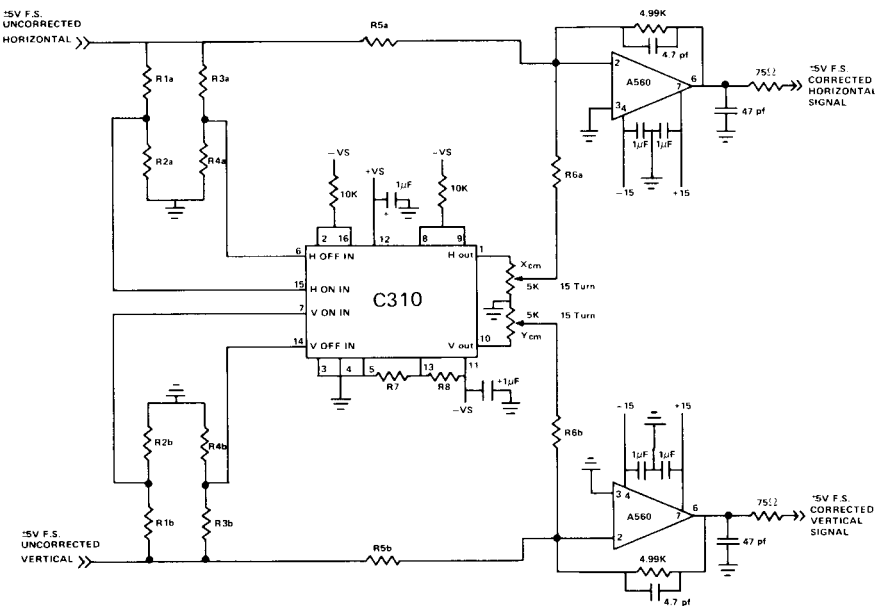 ±5V F.S.
UNCORRECTED
HORIZONTAL
R5a
4.99K
4.7 pf
2
6
A560
7
3
4
75Ω
±5V F.S.
CORRECTED
HORIZONTAL
SIGNAL
47 pf
1µF
1µF
-15
+15
R1a
R3a
R2a
R4a
R6a
-VS
+VS
1µF
+
-VS
10K
10K
2
16
12
8
9
6
H OFF IN
H out
1
Xcm
5K
15 Turn
15
H ON IN
7
V ON IN
C310
5K
15 Turn
Ycm
14
V OFF IN
V out
10
3
4
5
13
11
R7
R8
+1µF
-VS
R2b
R4b
R1b
R3b
R6b
-15
+15
1µF
1µF
3
4
7
6
A560
2
75Ω
±5V F.S.
CORRECTED
VERTICAL
SIGNAL
47 pf
±5V F.S.
UNCORRECTED
VERTICAL
R5b
4.99K
4.7 pf